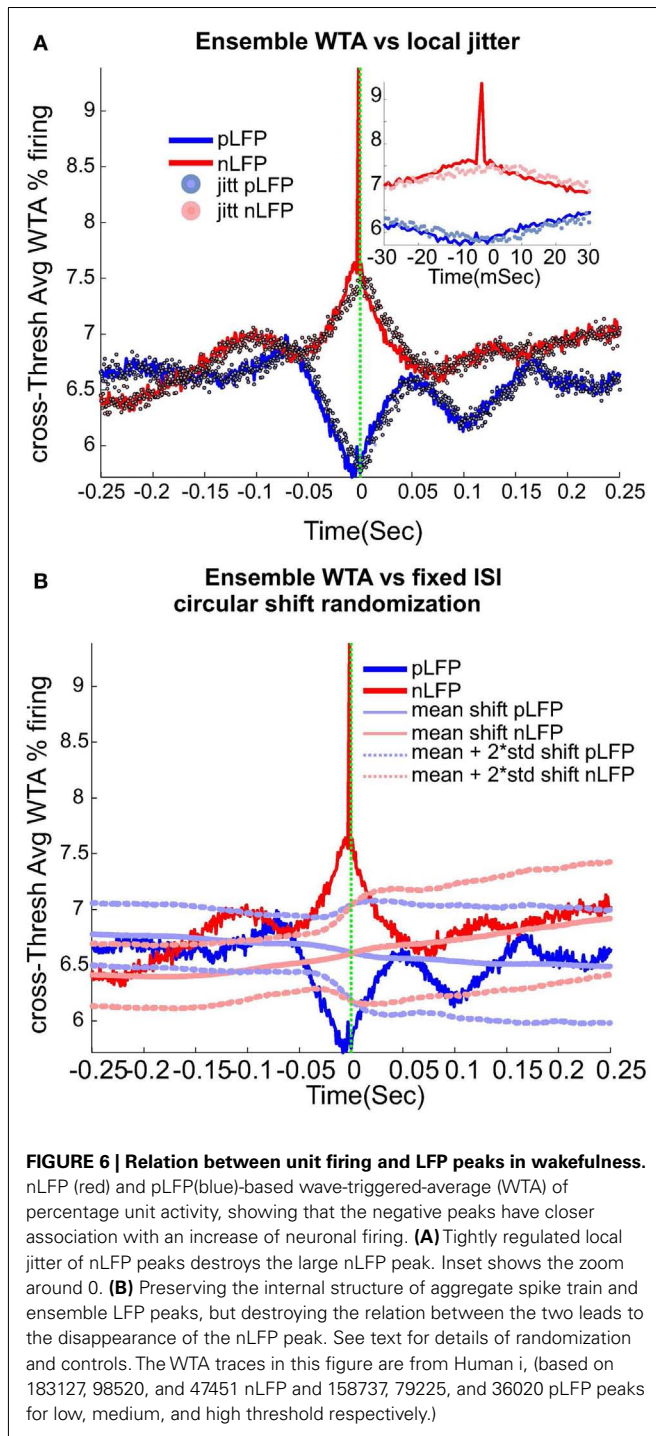 A
Ensemble WTA vs local jitter
cross-Thresh Avg WTA % firing
9
8.5
8
7.5
7
6.5
6
pLFP
nLFP
jitt pLFP
jitt nLFP
9
8
7
6
-30 -20 -10 0 10 20 30
Time(mSec)
-0.25 -0.2 -0.15 -0.1 -0.05 0 0.05 0.1 0.15 0.2 0.25
Time(Sec)
B
Ensemble WTA vs fixed ISI
circular shift randomization
cross-Thresh Avg WTA % firing
9
8.5
8
7.5
7
6.5
6
pLFP
nLFP
mean shift pLFP
mean shift nLFP
mean + 2*std shift pLFP
mean + 2*std shift nLFP
-0.25 -0.2 -0.15 -0.1 -0.05 0 0.05 0.1 0.15 0.2 0.25
Time(Sec)
FIGURE 6 | Relation between unit firing and LFP peaks in wakefulness.
nLFP (red) and pLFP(blue)-based wave-triggered-average (WTA) of
percentage unit activity, showing that the negative peaks have closer
association with an increase of neuronal firing. (A) Tightly regulated local
jitter of nLFP peaks destroys the large nLFP peak. Inset shows the zoom
around 0. (B) Preserving the internal structure of aggregate spike train and
ensemble LFP peaks, but destroying the relation between the two leads to
the disappearance of the nLFP peak. See text for details of randomization
and controls. The WTA traces in this figure are from Human i, (based on
183127, 98520, and 47451 nLFP and 158737, 79225, and 36020 pLFP peaks
for low, medium, and high threshold respectively.)